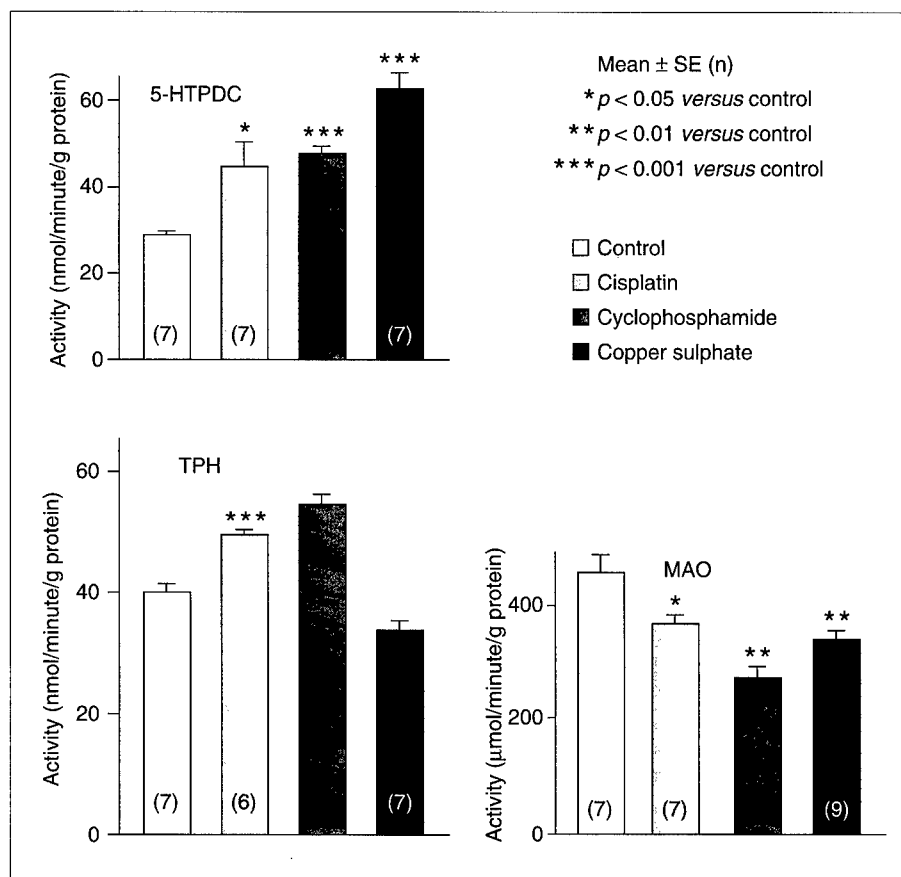 5-HTPDC
Activity (nmol/minute/g protein)
60
40
20
0
*
***
***
(7)
(7)
(7)
Mean ± SE (n)
*p < 0.05 versus control
**p < 0.01 versus control
***p < 0.001 versus control
Control
Cisplatin
Cyclophosphamide
Copper sulphate
TPH
Activity (nmol/minute/g protein)
60
40
20
0
***
(7)
(6)
(7)
MAO
Activity (μmol/minute/g protein)
400
200
0
*
**
**
(7)
(7)
(9)